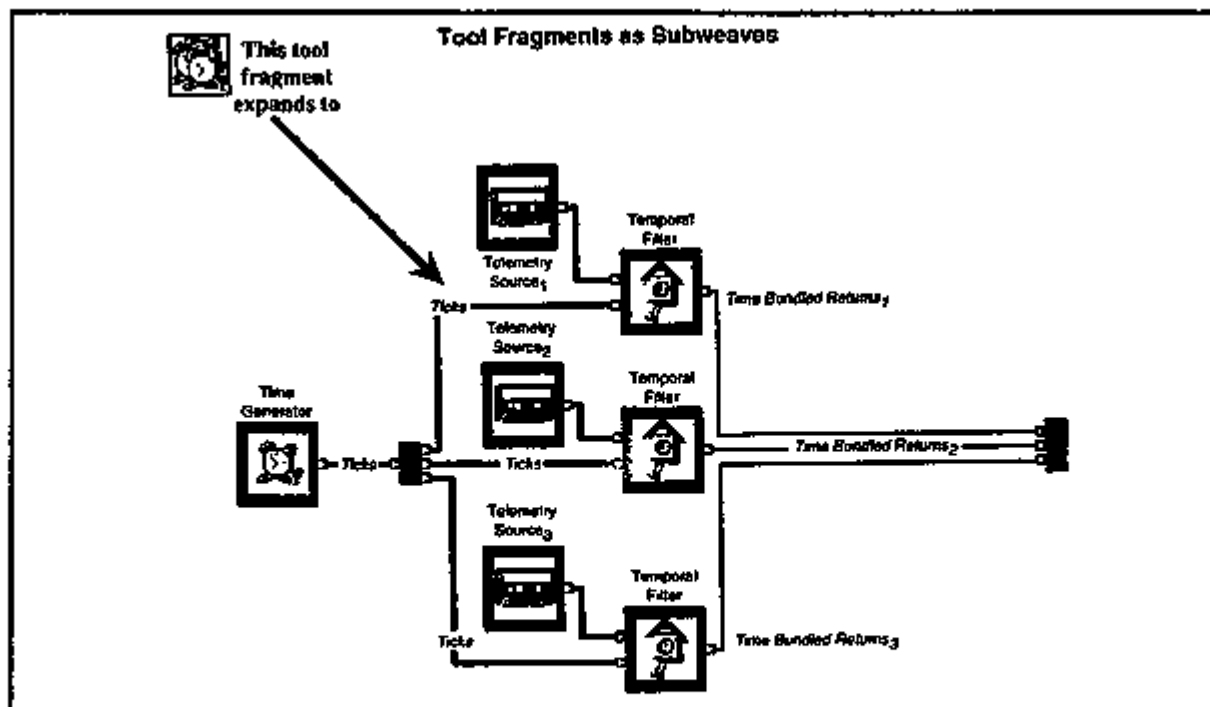 Tool Fragments as Subweaves
This tool
fragment
expands to
Telemetry
Source1
Temporal
Filter
Ticks
Time Bundled Returns1
Telemetry
Source2
Temporal
Filter
Time
Generator
Ticks
Ticks
Time Bundled Returns2
Telemetry
Source3
Temporal
Filter
Ticks
Time Bundled Returns3